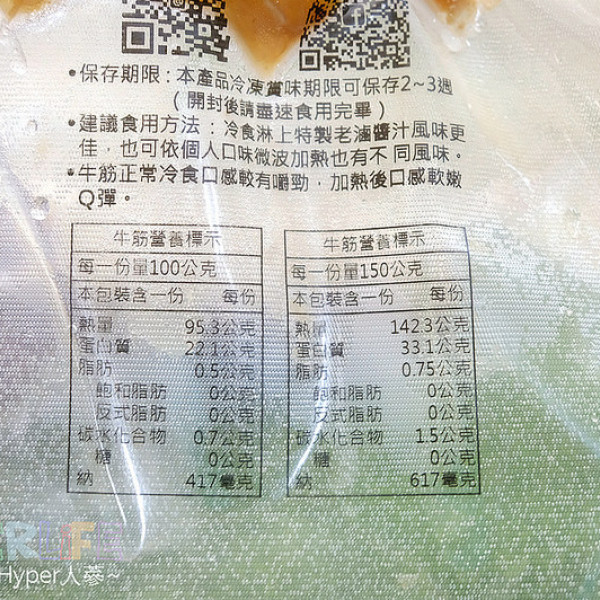 •保存期限：本產品冷凍賞味期限可保存2~3週
（開封後請盡速食用完畢）
•建議食用方法：冷食淋上特製老滷醬汁風味更
佳，也可依個人口味微波加熱也有不同風味。
•牛筋正常冷食口感較有嚼勁，加熱後口感軟嫩
Q彈。
牛筋營養標示
每一份量100公克
本包裝含一份 每份
熱量 95.3公克
蛋白質 22.1公克
脂肪 0.5公克
飽和脂肪 0公克
反式脂肪 0公克
碳水化合物 0.7公克
糖 0公克
納 417毫克
牛筋營養標示
每一份量150公克
本包裝含一份 每份
熱量 142.3公克
蛋白質 33.1公克
脂肪 0.75公克
飽和脂肪 0公克
反式脂肪 0公克
碳水化合物 1.5公克
糖 0公克
納 617毫克
Hyper人蔘~